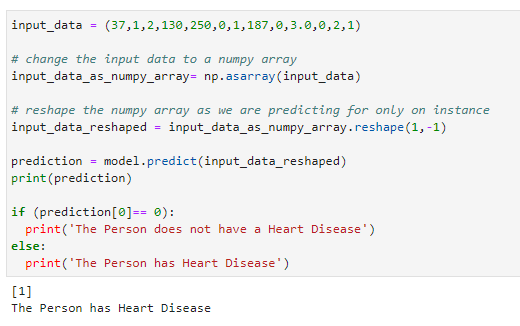 input_data = (37,1,2,130,250,0,1,187,0,3.0,0,2,1)
# change the input data to a numpy array
input_data_as_numpy_array= np.asarray(input_data)
# reshape the numpy array as we are predicting for only on instance
input_data_reshaped = input_data_as_numpy_array.reshape(1,-1)
prediction = model.predict(input_data_reshaped)
print(prediction)
if (prediction[0]== 0):
  print('The Person does not have a Heart Disease')
else:
  print('The Person has Heart Disease')
[1]
The Person has Heart Disease